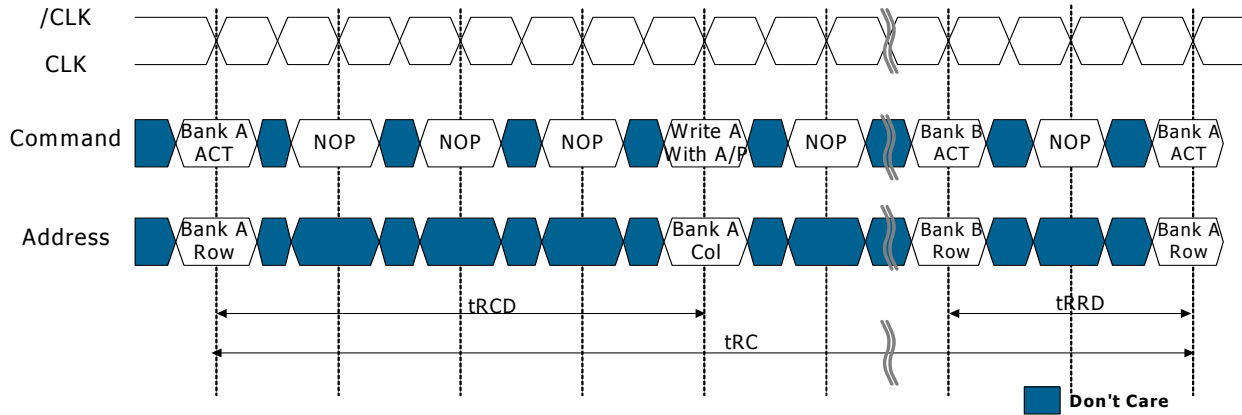 /CLK
CLK
Command
Bank A
ACT
NOP
NOP
NOP
Write A
With A/P
NOP
Bank B
ACT
NOP
Bank A
ACT
Address
Bank A
Row
Bank A
Col
Bank B
Row
Bank A
Row
tRCD
tRRD
tRC
Don't Care